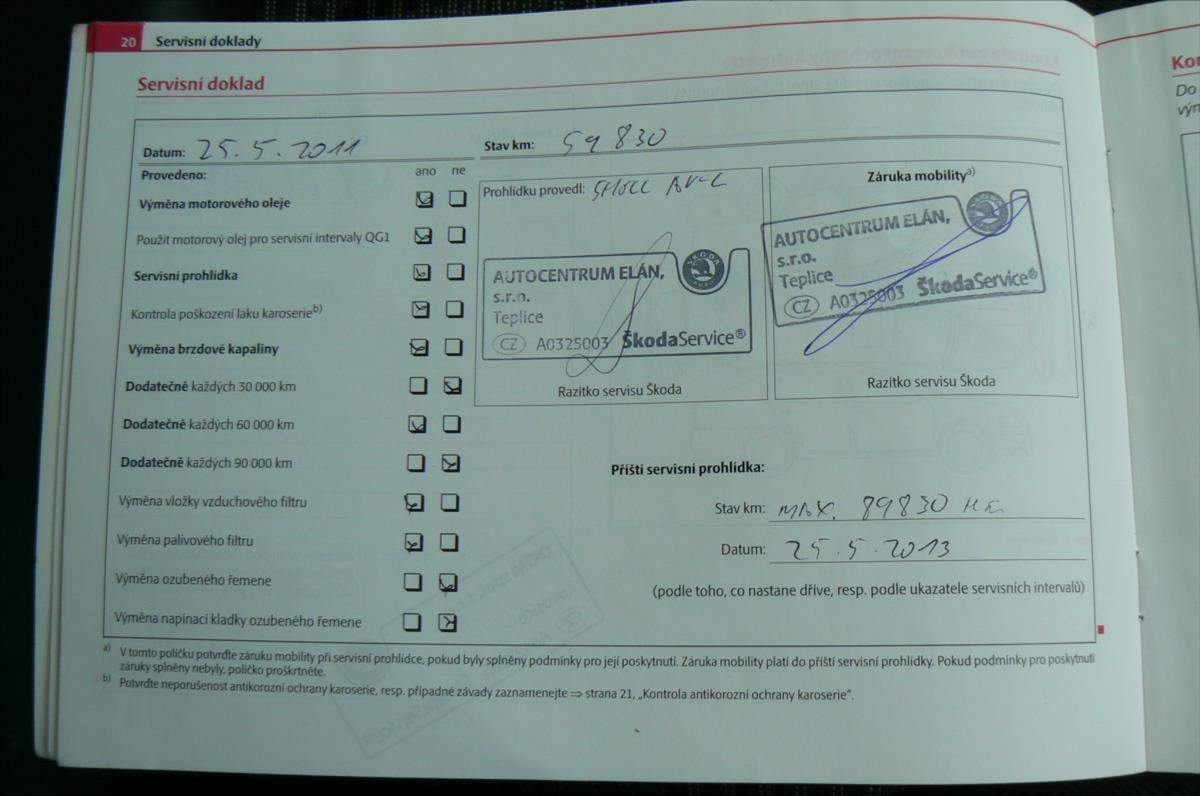 20 Servisní doklady
Servisní doklad
Datum: 25.5.2011
Stav km: 59 830
Provedeno: ano ne
Výměna motorového oleje
Použit motorový olej pro servisní intervaly QG1
Servisní prohlídka
Kontrola poškození laku karoserieb)
Výměna brzdové kapaliny
Dodatečně každých 30 000 km
Dodatečně každých 60 000 km
Dodatečně každých 90 000 km
Výměna vložky vzduchového filtru
Výměna palivového filtru
Výměna ozubeného řemene
Výměna napínací kladky ozubeného řemene
Prohlídku provedl:
AUTOCENTRUM ELÁN,
s.r.o.
Teplice
CZ A0325003 ŠkodaService®
Razítko servisu Škoda
Záruka mobilitya)
AUTOCENTRUM ELÁN,
s.r.o.
Teplice
CZ A0325003 ŠkodaService®
Razítko servisu Škoda
Příští servisní prohlídka:
Stav km: MAX. 89830 KM
Datum: 25.5.2013
(podle toho, co nastane dříve, resp. podle ukazatele servisních intervalů)
a) V tomto políčku potvrďte záruku mobility při servisní prohlídce, pokud byly splněny podmínky pro její poskytnutí. Záruka mobility platí do příští servisní prohlídky. Pokud podmínky pro poskytnutí
záruky splněny nebyly, políčko proškrtněte.
b) Potvrďte neporušenost antikorozní ochrany karoserie, resp. případné závady zaznamenejte ⇒ strana 21, „Kontrola antikorozní ochrany karoserie“.
Do